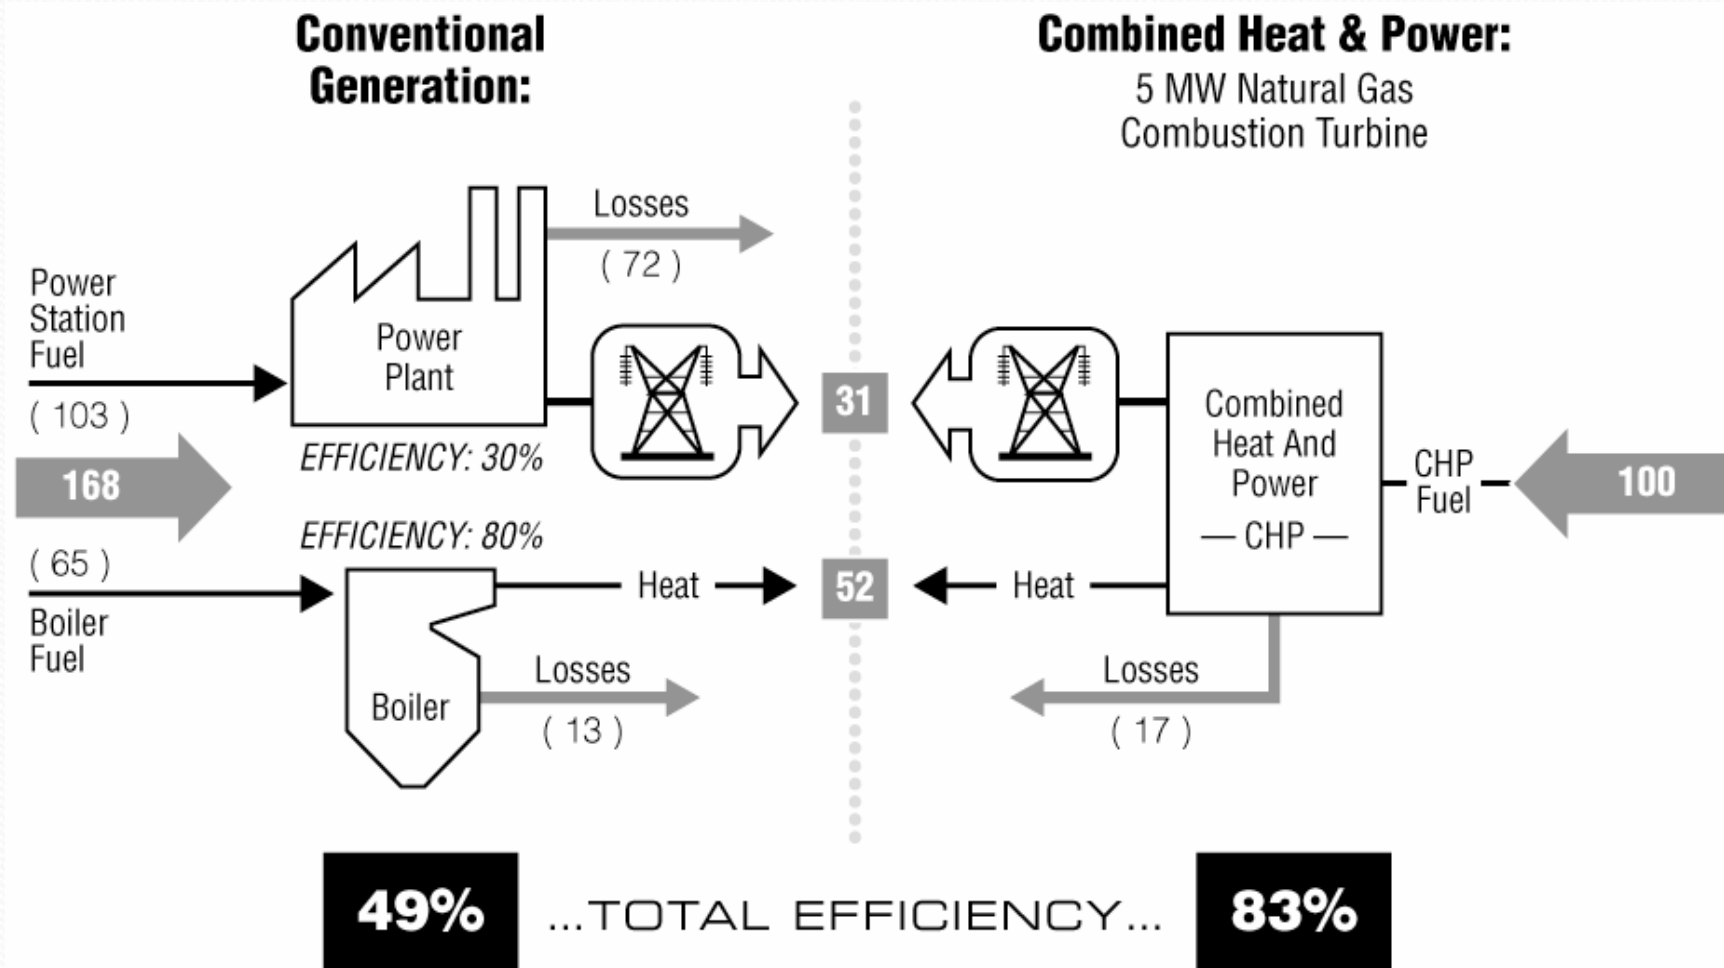 Conventional
Generation:
Combined Heat & Power:
5 MW Natural Gas
Combustion Turbine
Losses
( 72 )
Power
Station
Fuel
( 103 )
Power
Plant
EFFICIENCY: 30%
168
EFFICIENCY: 80%
( 65 )
Boiler
Fuel
Boiler
Heat
Losses
( 13 )
31
52
Combined
Heat And
Power
— CHP —
CHP
Fuel
100
Heat
Losses
( 17 )
49%
...TOTAL EFFICIENCY...
83%